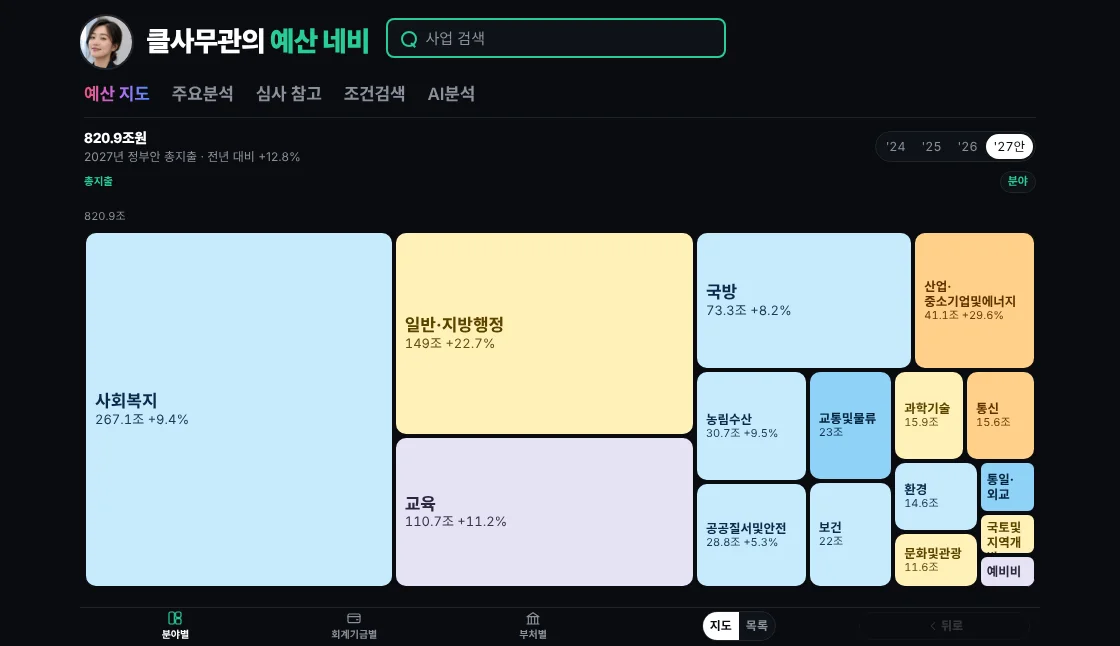 클사무관의 예산 네비
사업 검색
예산 지도 주요분석 심사 참고 조건검색 AI분석
820.9조원
2027년 정부안 총지출 · 전년 대비 +12.8%
'24 '25 '26 '27안
총지출
분야
820.9조
사회복지
267.1조 +9.4%
일반·지방행정
149조 +22.7%
교육
110.7조 +11.2%
국방
73.3조 +8.2%
산업·
중소기업및에너지
41.1조 +29.6%
농림수산
30.7조 +9.5%
교통및물류
23조
과학기술
15.9조
통신
15.6조
공공질서및안전
28.8조 +5.3%
보건
22조
환경
14.6조
통일·
외교
문화및관광
11.6조
국토및
지역개
예비비
분야별
회계기금별
부처별
지도 목록
뒤로